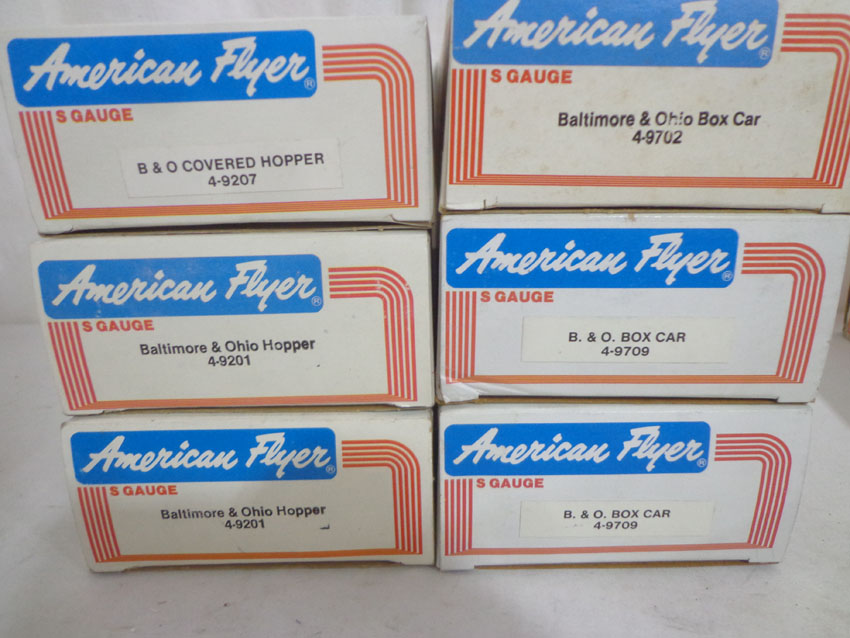 American Flyer®
S GAUGE
B & O COVERED HOPPER
4-9207
American Flyer®
S GAUGE
Baltimore & Ohio Box Car
4-9702
American Flyer®
S GAUGE
Baltimore & Ohio Hopper
4-9201
American Flyer®
S GAUGE
B. & O. BOX CAR
4-9709
American Flyer®
S GAUGE
Baltimore & Ohio Hopper
4-9201
American Flyer®
S GAUGE
B. & O. BOX CAR
4-9709